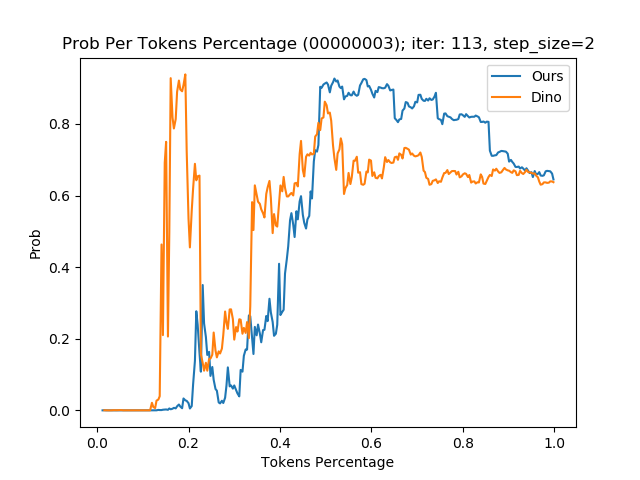 Prob Per Tokens Percentage (00000003); iter: 113, step_size=2
Ours
Dino
0.8
0.6
0.4
0.2
0.0
Prob
0.0 0.2 0.4 0.6 0.8 1.0
Tokens Percentage